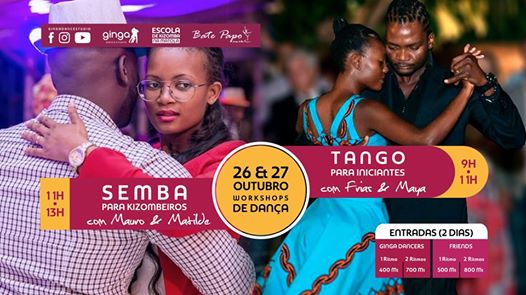 GINGADANCESTUDIO
ginga
ESCOLA
DE KIZOMBA
NA MATOLA
Bate Papo
26 & 27
OUTUBRO
WORKSHOPS
DE DANÇA
TANGO
PARA INICIANTES
com Frias & Maya
9H
11H
11H
13H
SEMBA
PARA KIZOMBEIROS
com Mauro & Matilde
ENTRADAS (2 DIAS)
GINGA DANCERS
1 Ritmo 2 Ritmos
400 Mt 700 Mt
FRIENDS
1 Ritmo 2 Ritmos
500 Mt 800 Mt